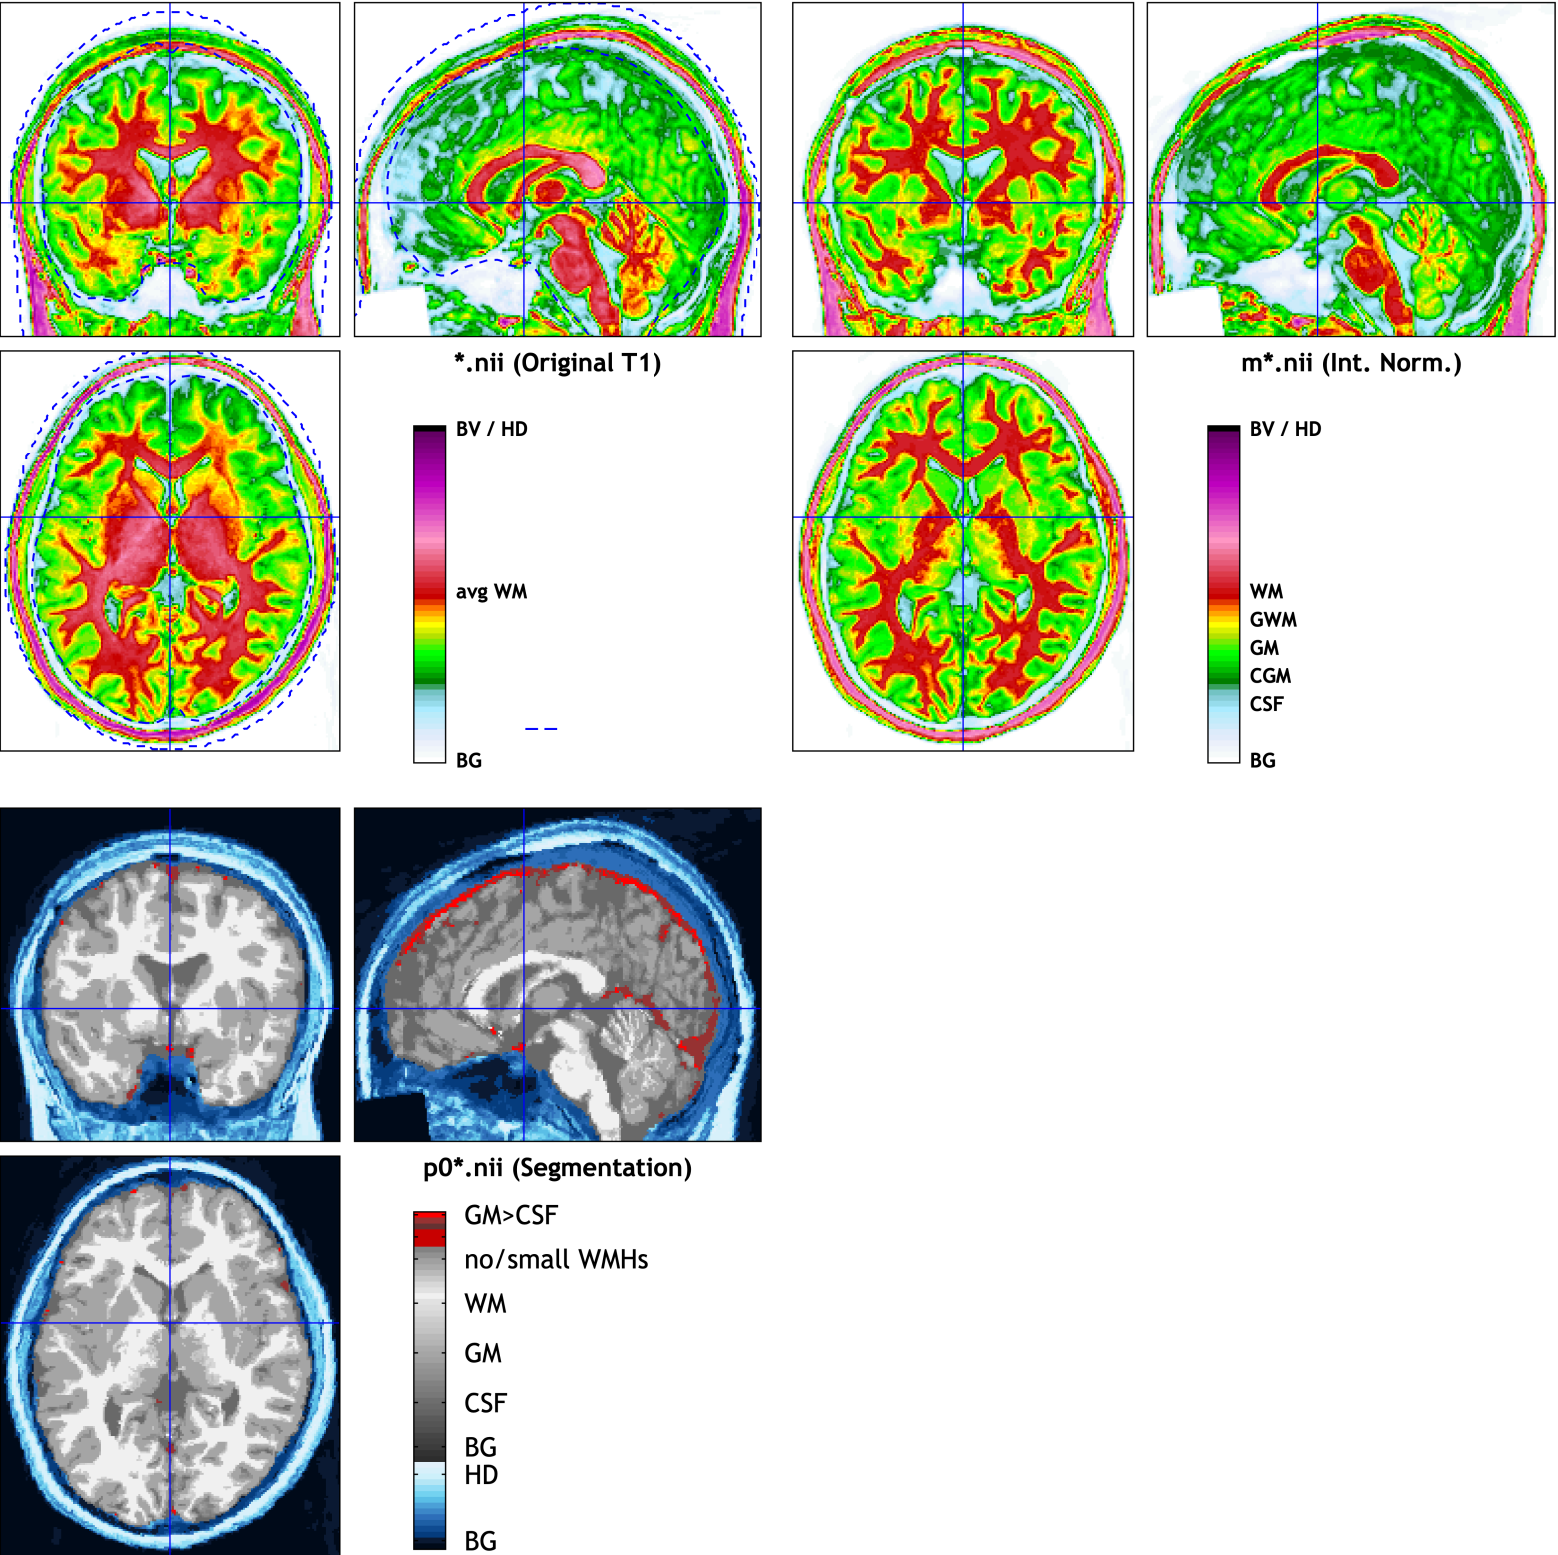 *.nii (Original T1)
BV / HD
avg WM
BG
m*.nii (Int. Norm.)
BV / HD
WM
GWM
GM
CGM
CSF
BG
p0*.nii (Segmentation)
GM>CSF
no/small WMHs
WM
GM
CSF
BG
HD
BG